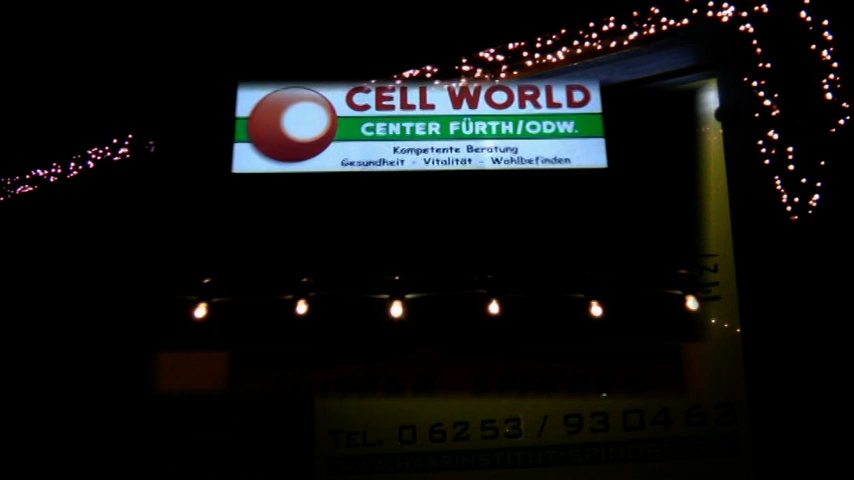 CELL WORLD
CENTER FÜRTH/ODW.
Kompetente Beratung
Gesundheit - Vitalität - Wohlbefinden
TEL. 06253 / 930463